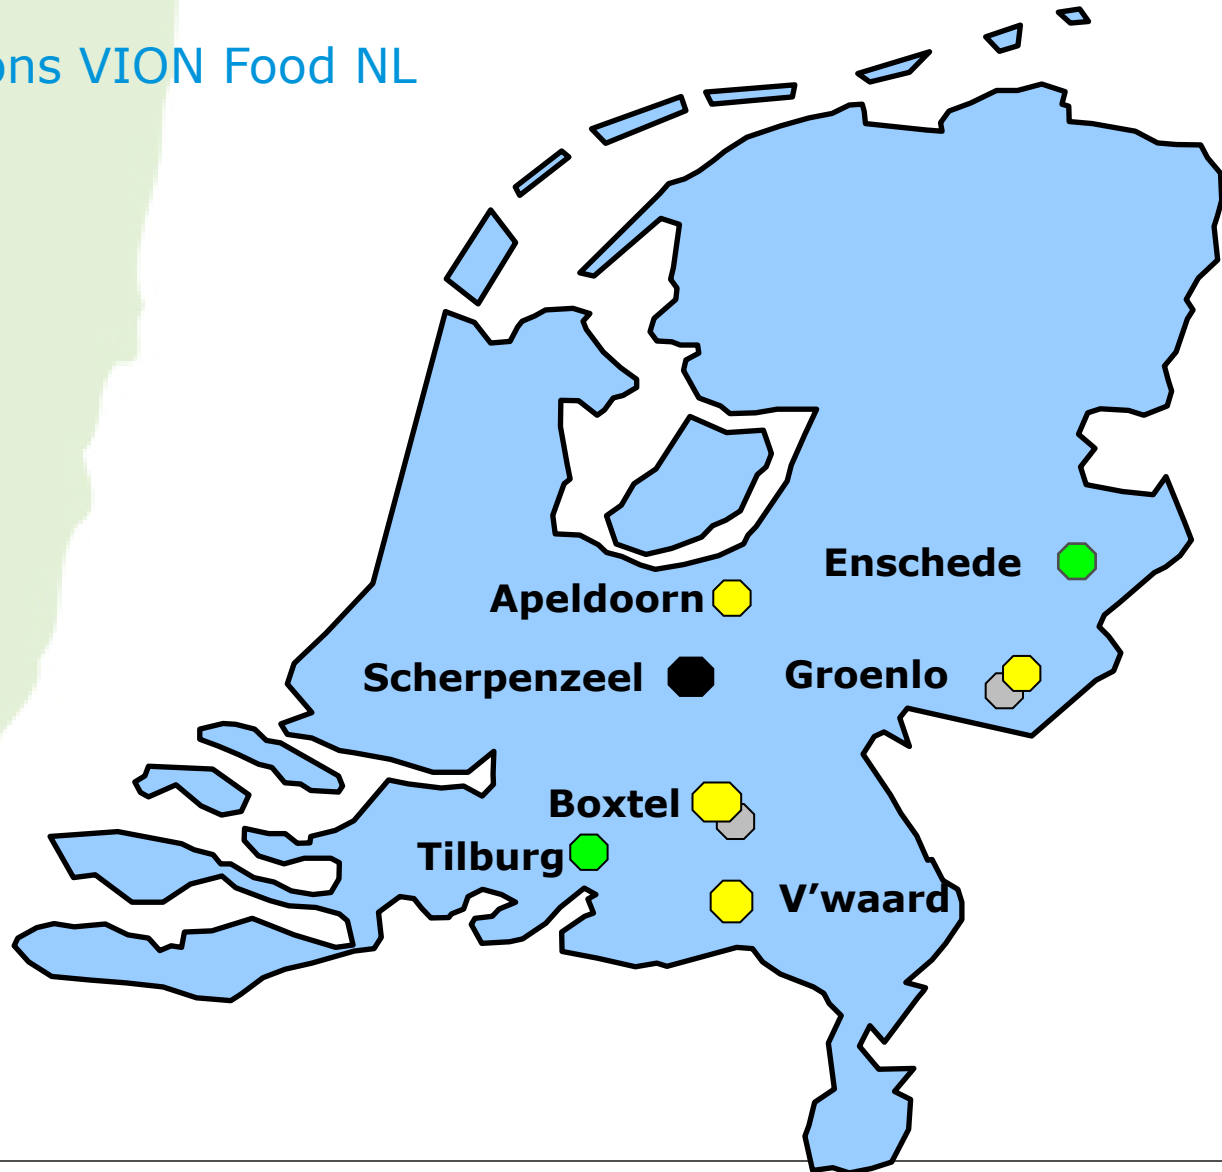 ons VION Food NL
Enschede
Apeldoorn
Scherpenzeel
Groenlo
Boxtel
Tilburg
V’waard